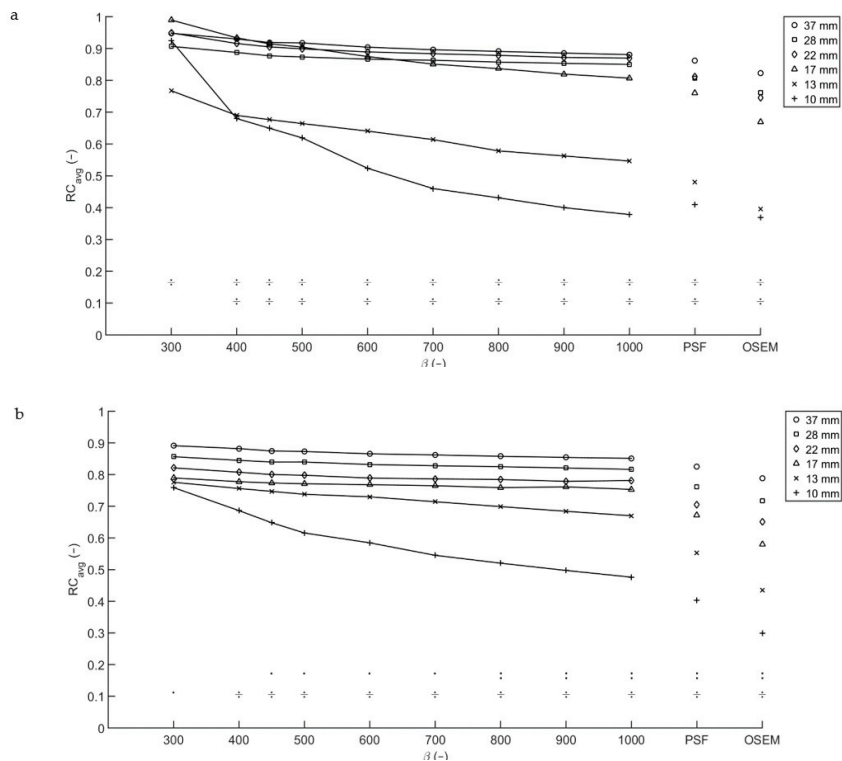 a
1
0.9
0.8
0.7
0.6
0.5
0.4
0.3
0.2
0.1
0
RCavg (-)
300 400 500 600 700 800 900 1000 PSF OSEM
β (-)
37 mm
28 mm
22 mm
17 mm
13 mm
10 mm
÷ ÷ ÷ ÷ ÷ ÷ ÷ ÷ ÷ ÷ ÷
÷ ÷ ÷ ÷ ÷ ÷ ÷ ÷ ÷ ÷
b
1
0.9
0.8
0.7
0.6
0.5
0.4
0.3
0.2
0.1
0
RCavg (-)
300 400 500 600 700 800 900 1000 PSF OSEM
β (-)
37 mm
28 mm
22 mm
17 mm
13 mm
10 mm
· · · · · : : : : :
· ÷ ÷ ÷ ÷ ÷ ÷ ÷ ÷ ÷ ÷